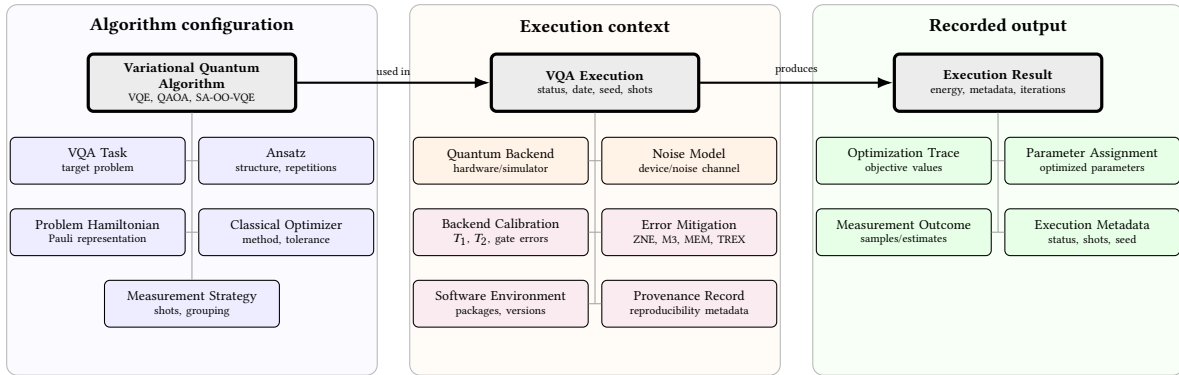 Algorithm configuration
Variational Quantum
Algorithm
VQE, QAOA, SA-OO-VQE
VQA Task
target problem
Ansatz
structure, repetitions
Problem Hamiltonian
Pauli representation
Classical Optimizer
method, tolerance
Measurement Strategy
shots, grouping
used in
Execution context
VQA Execution
status, date, seed, shots
Quantum Backend
hardware/simulator
Noise Model
device/noise channel
Backend Calibration
T₁, T₂, gate errors
Error Mitigation
ZNE, M3, MEM, TREX
Software Environment
packages, versions
Provenance Record
reproducibility metadata
produces
Recorded output
Execution Result
energy, metadata, iterations
Optimization Trace
objective values
Parameter Assignment
optimized parameters
Measurement Outcome
samples/estimates
Execution Metadata
status, shots, seed